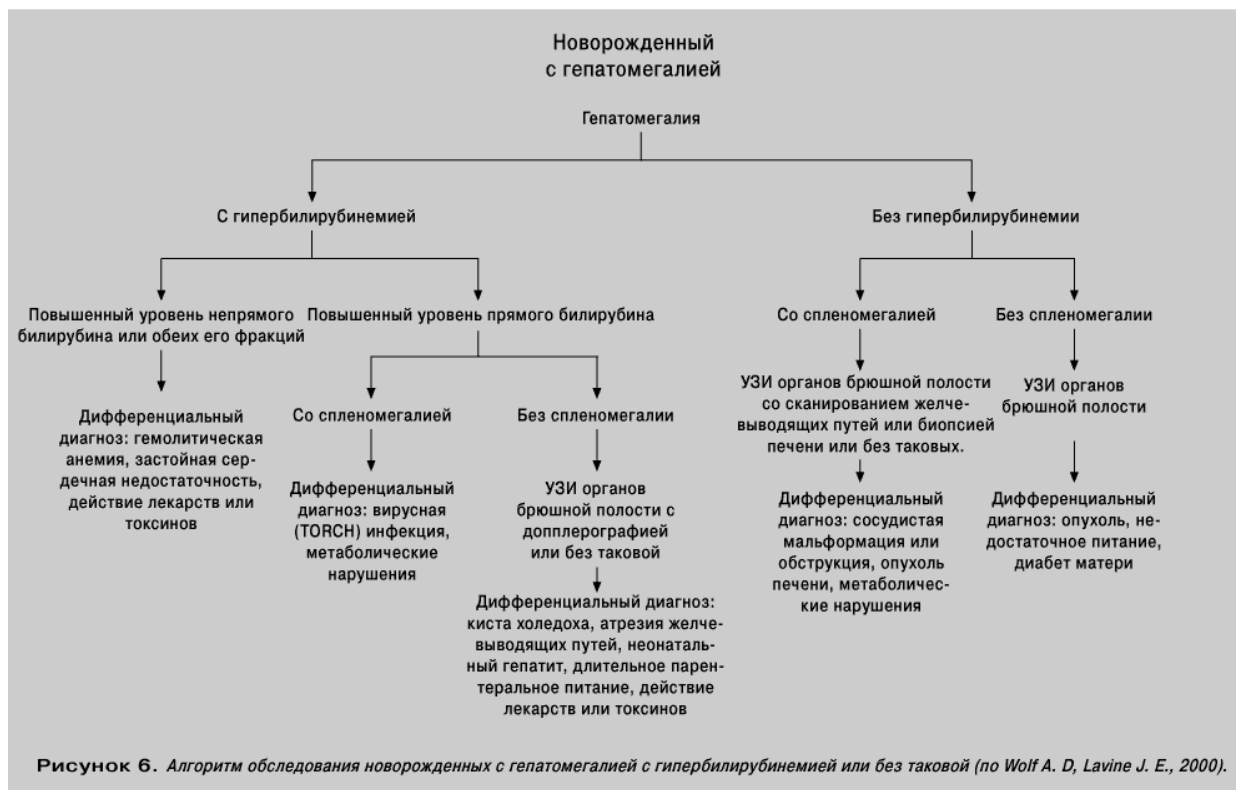 Новорожденный
с гепатомегалией
Гепатомегалия
С гипербилирубинемией
Без гипербилирубинемии
Повышенный уровень непрямого
билирубина или обеих его фракций
Повышенный уровень прямого билирубина
Со спленомегалией
Без спленомегалии
Дифференциальный
диагноз: гемолитическая
анемия, застойная сер-
дечная недостаточность,
действие лекарств или
токсинов
Со спленомегалией
Без спленомегалии
УЗИ органов брюшной полости
со сканированием желче-
выводящих путей или биопсией
печени или без таковых.
УЗИ органов
брюшной полости
Дифференциальный
диагноз: вирусная
(TORCH) инфекция,
метаболические
нарушения
УЗИ органов
брюшной полости с
допплерографией
или без таковой
Дифференциальный
диагноз: сосудистая
мальформация или
обструкция, опухоль
печени, метаболичес-
кие нарушения
Дифференциальный
диагноз: опухоль, не-
достаточное питание,
диабет матери
Дифференциальный диагноз:
киста холедоха, атрезия желче-
выводящих путей, неонаталь-
ный гепатит, длительное парен-
теральное питание, действие
лекарств или токсинов
Рисунок 6. Алгоритм обследования новорожденных с гепатомегалией с гипербилирубинемией или без таковой (по Wolf A. D, Lavine J. E., 2000).